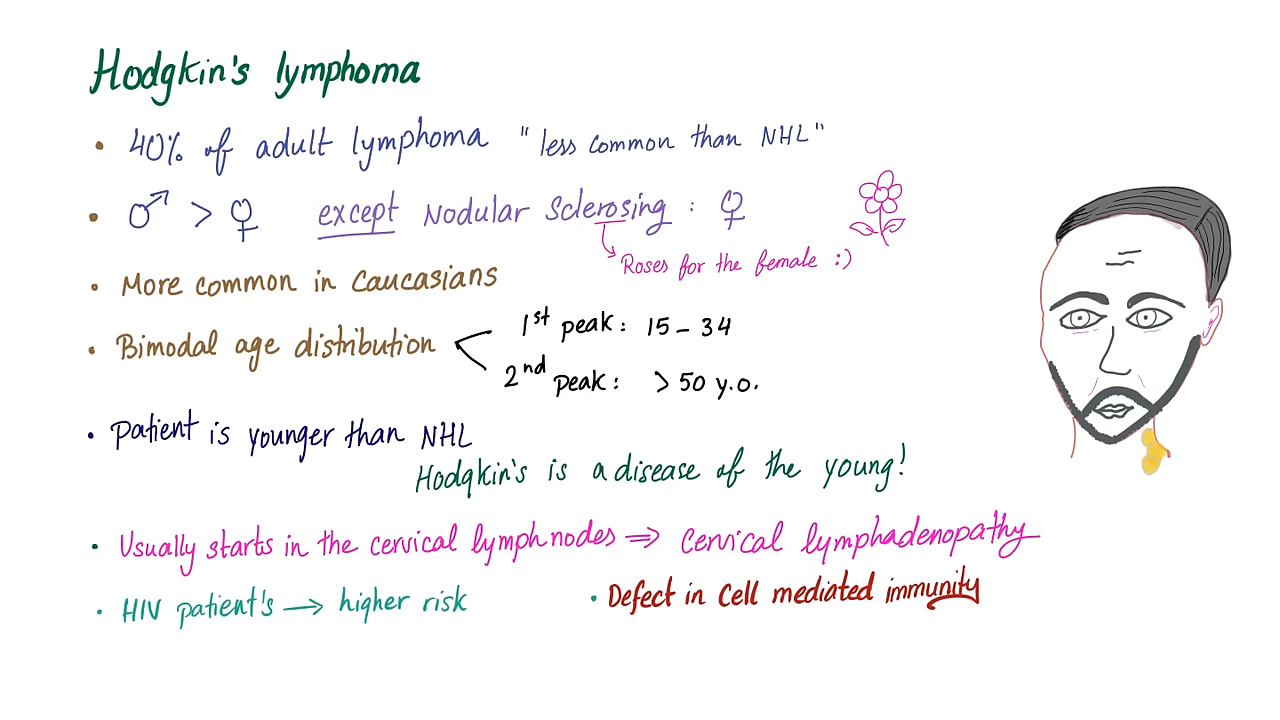 Hodgkin's lymphoma
• 40% of adult lymphoma "less common than NHL"
• ♂ > ♀ except Nodular Sclerosing : ♀
Roses for the female :)
• More common in Caucasians
• Bimodal age distribution
1st peak: 15 - 34
2nd peak: > 50 y.o.
• Patient is younger than NHL
Hodgkin's is a disease of the young!
• Usually starts in the cervical lymph nodes ⇒ cervical lymphadenopathy
• HIV patient's → higher risk • Defect in cell mediated immunity